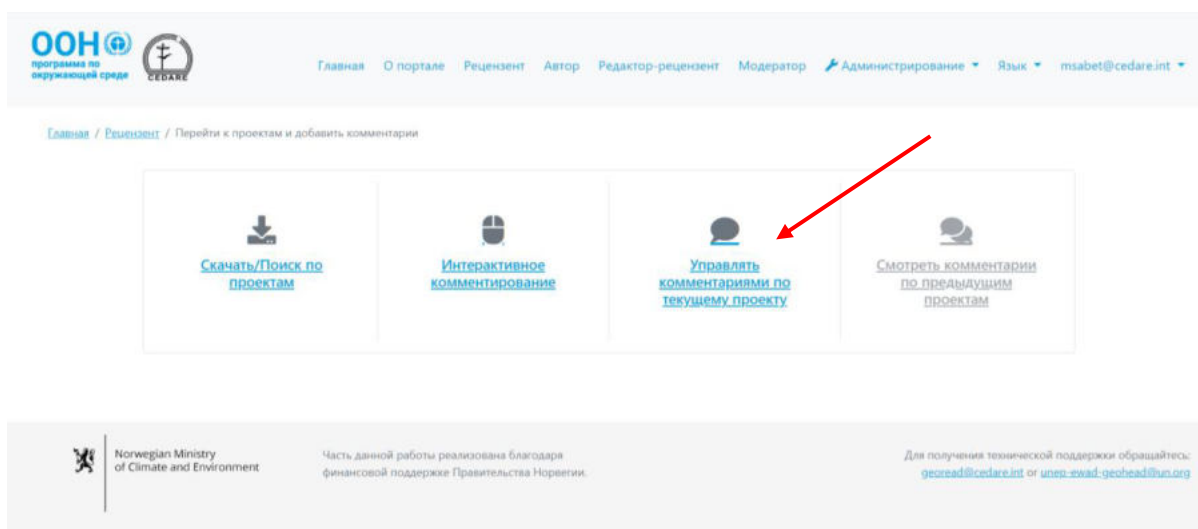 ООН
программа по
окружающей среде
CEDARE
Главная О портале Рецензент Автор Редактор-рецензент Модератор Администрирование Язык msabet@cedare.int
Главная / Рецензент / Перейти к проектам и добавить комментарии
Скачать/Поиск по
проектам
Интерактивное
комментирование
Управлять
комментариями по
текущему проекту
Смотреть комментарии
по предыдущим
проектам
Norwegian Ministry
of Climate and Environment
Часть данной работы реализована благодаря
финансовой поддержке Правительства Норвегии.
Для получения технической поддержки обращайтесь:
georead@cedare.int or unep-ewad-geohead@un.org